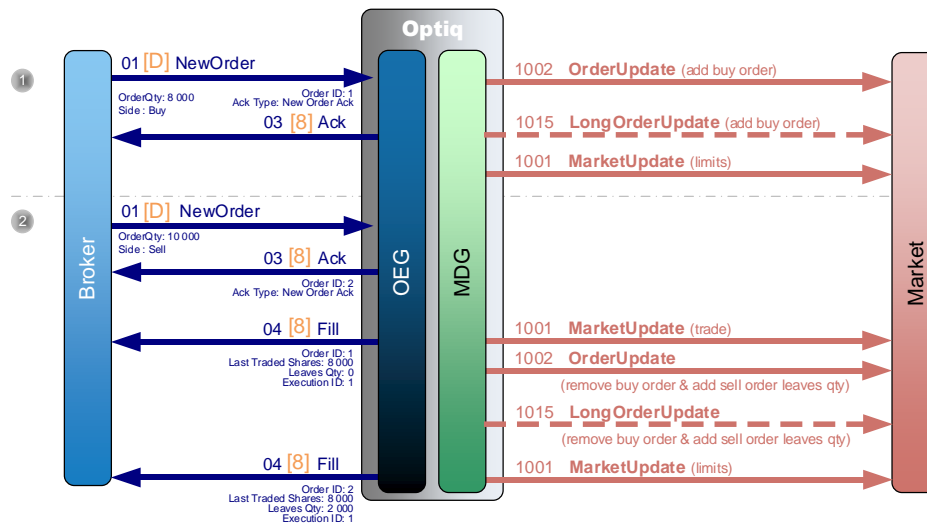 Optiq
1
01 [D] NewOrder
OrderQty: 8 000
Side : Buy
Order ID: 1
Ack Type: New Order Ack
03 [8] Ack
1002 OrderUpdate (add buy order)
1015 LongOrderUpdate (add buy order)
1001 MarketUpdate (limits)
2
01 [D] NewOrder
OrderQty: 10 000
Side : Sell
03 [8] Ack
Order ID: 2
Ack Type: New Order Ack
Broker
OEG
MDG
Market
04 [8] Fill
Order ID: 1
Last Traded Shares: 8 000
Leaves Qty: 0
Execution ID: 1
1001 MarketUpdate (trade)
1002 OrderUpdate
(remove buy order & add sell order leaves qty)
1015 LongOrderUpdate
(remove buy order & add sell order leaves qty)
04 [8] Fill
Order ID: 2
Last Traded Shares: 8 000
Leaves Qty: 2 000
Execution ID: 1
1001 MarketUpdate (limits)